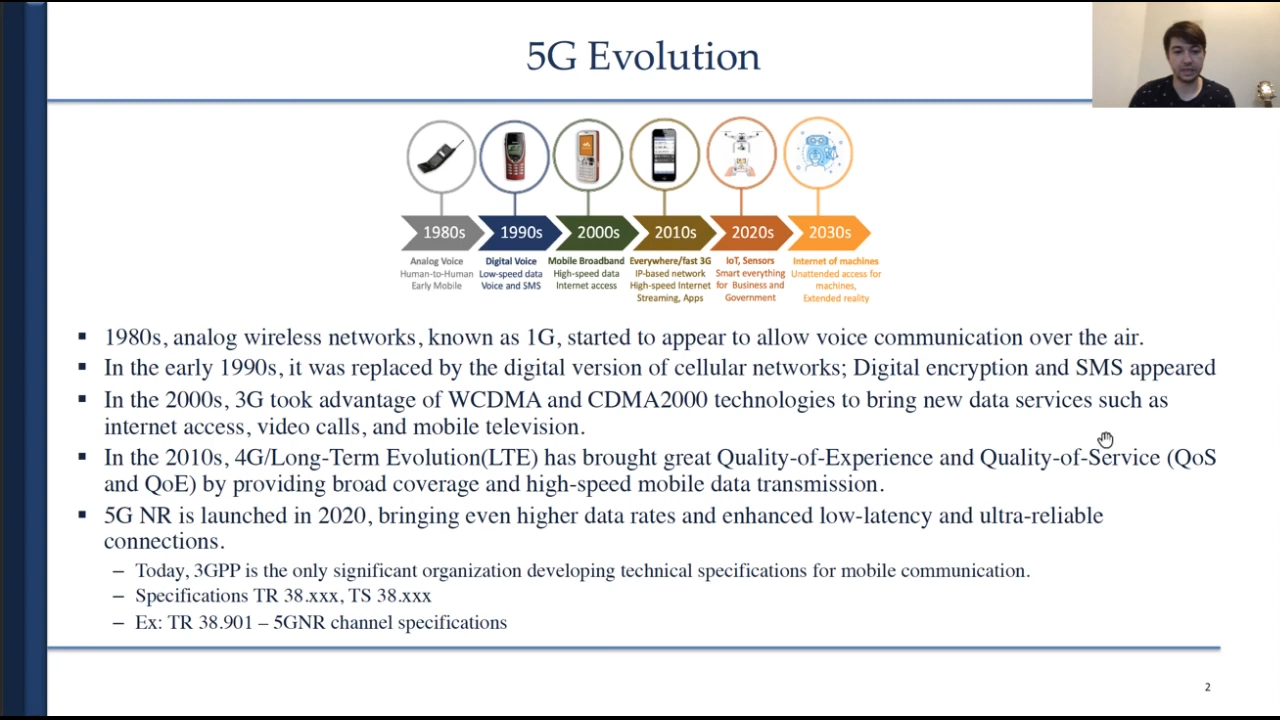 5G Evolution
1980s 1990s 2000s 2010s 2020s 2030s
Analog Voice
Human-to-Human
Early Mobile
Digital Voice
Low-speed data
Voice and SMS
Mobile Broadband
High-speed data
Internet access
Everywhere/fast 3G
IP-based network
High-speed Internet
Streaming, Apps
IoT, Sensors
Smart everything
for Business and
Government
Internet of machines
Unattended access for
machines,
Extended reality
▪ 1980s, analog wireless networks, known as 1G, started to appear to allow voice communication over the air.
▪ In the early 1990s, it was replaced by the digital version of cellular networks; Digital encryption and SMS appeared
▪ In the 2000s, 3G took advantage of WCDMA and CDMA2000 technologies to bring new data services such as
internet access, video calls, and mobile television.
▪ In the 2010s, 4G/Long-Term Evolution(LTE) has brought great Quality-of-Experience and Quality-of-Service (QoS
and QoE) by providing broad coverage and high-speed mobile data transmission.
▪ 5G NR is launched in 2020, bringing even higher data rates and enhanced low-latency and ultra-reliable
connections.
– Today, 3GPP is the only significant organization developing technical specifications for mobile communication.
– Specifications TR 38.xxx, TS 38.xxx
– Ex: TR 38.901 – 5GNR channel specifications
2